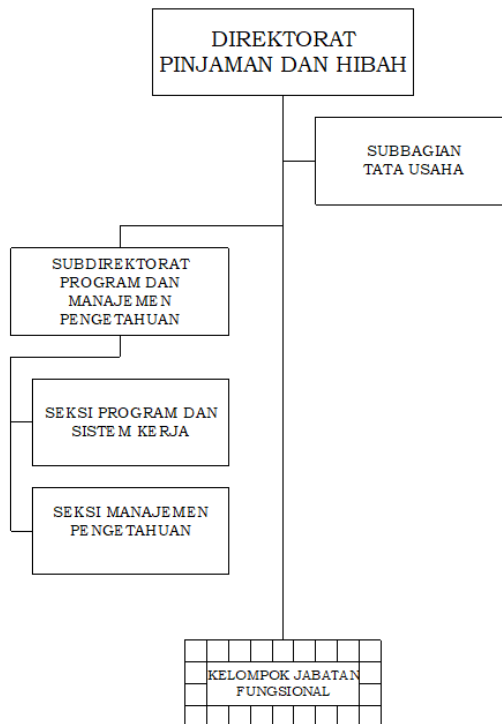 DIREKTORAT
PINJAMAN DAN HIBAH
SUBBAGIAN
TATA USAHA
SUBDIREKTORAT
PROGRAM DAN
MANAJEMEN
PENGETAHUAN
SEKSI PROGRAM DAN
SISTEM KERJA
SEKSI MANAJEMEN
PENGETAHUAN
KELOMPOK JABATAN
FUNGSIONAL